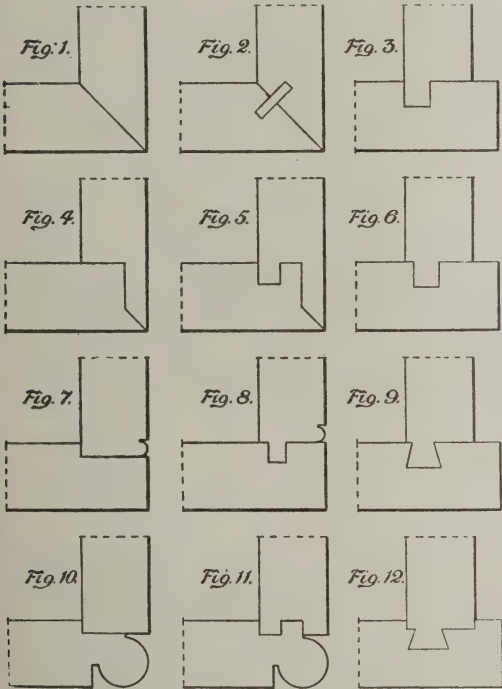 Fig. 1.
Fig. 2.
Fig. 3.
Fig. 4.
Fig. 5.
Fig. 6.
Fig. 7.
Fig. 8.
Fig. 9.
Fig. 10.
Fig. 11.
Fig. 12.